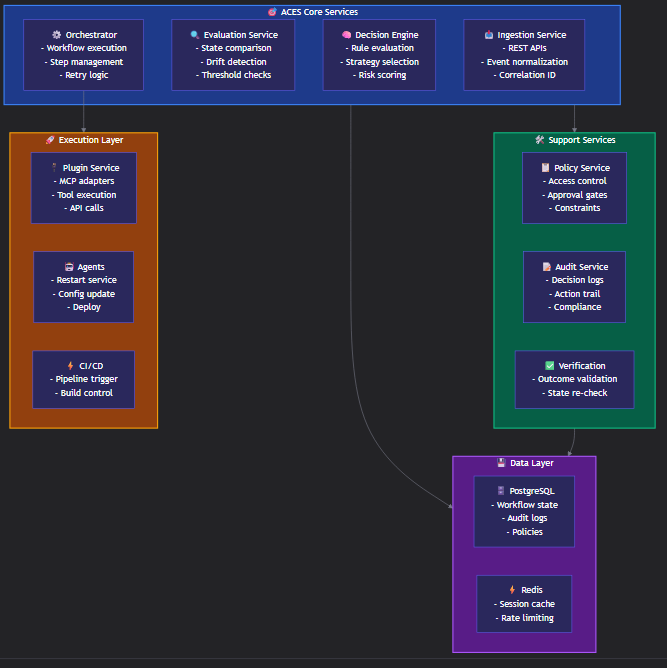 ACES Core Services
Orchestrator
- Workflow execution
- Step management
- Retry logic
Evaluation Service
- State comparison
- Drift detection
- Threshold checks
Decision Engine
- Rule evaluation
- Strategy selection
- Risk scoring
Ingestion Service
- REST APIs
- Event normalization
- Correlation ID
Execution Layer
Plugin Service
- MCP adapters
- Tool execution
- API calls
Agents
- Restart service
- Config update
- Deploy
CI/CD
- Pipeline trigger
- Build control
Support Services
Policy Service
- Access control
- Approval gates
- Constraints
Audit Service
- Decision logs
- Action trail
- Compliance
Verification
- Outcome validation
- State re-check
Data Layer
PostgreSQL
- Workflow state
- Audit logs
- Policies
Redis
- Session cache
- Rate limiting